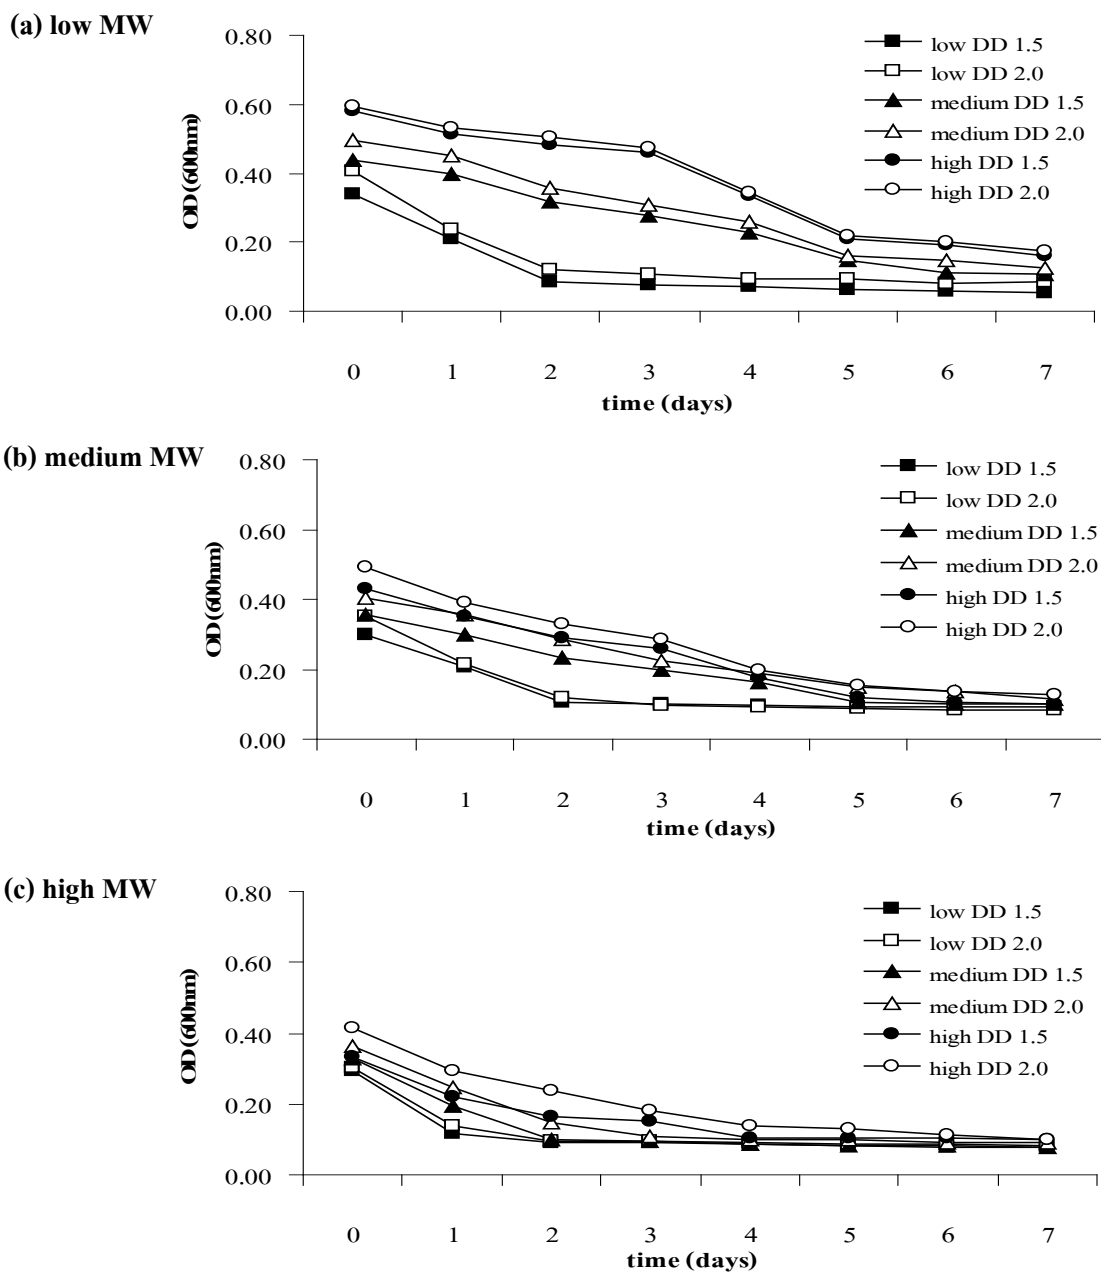 (a) low MW
0.80
0.60
0.40
0.20
0.00
OD(600nm)
low DD 1.5
low DD 2.0
medium DD 1.5
medium DD 2.0
high DD 1.5
high DD 2.0
0 1 2 3 4 5 6 7
time (days)
(b) medium MW
0.80
0.60
0.40
0.20
0.00
OD(600nm)
low DD 1.5
low DD 2.0
medium DD 1.5
medium DD 2.0
high DD 1.5
high DD 2.0
0 1 2 3 4 5 6 7
time (days)
(c) high MW
0.80
0.60
0.40
0.20
0.00
OD(600nm)
low DD 1.5
low DD 2.0
medium DD 1.5
medium DD 2.0
high DD 1.5
high DD 2.0
0 1 2 3 4 5 6 7
time (days)